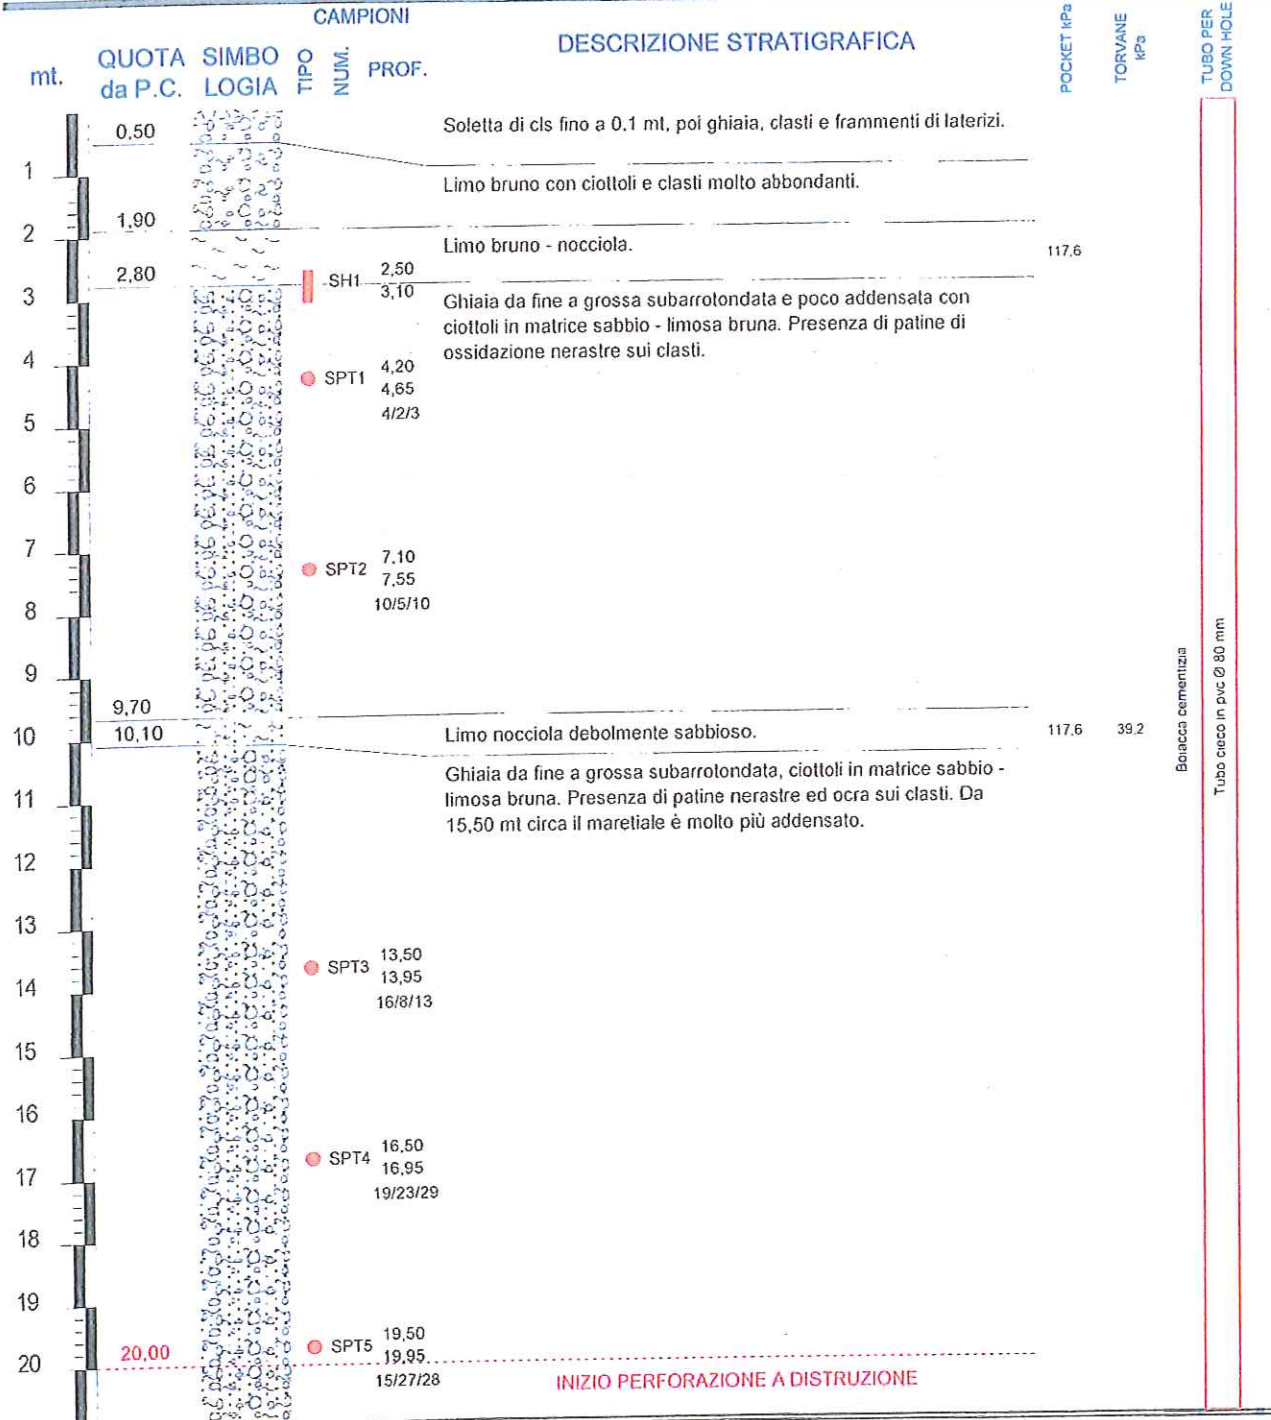 CAMPIONI
mt.
QUOTA
da P.C.
SIMBO
LOGIA
TIPO
NUM.
PROF.
DESCRIZIONE STRATIGRAFICA
POCKET kPa
TORVANE
kPa
TUBO PER
DOWN HOLE
0,50
Soletta di cls fino a 0.1 mt, poi ghiaia, clasti e frammenti di laterizi.
1
Limo bruno con ciottoli e clasti molto abbondanti.
1,90
2
Limo bruno - nocciola.
117,6
2,80
SH1
2,50
3,10
3
Ghiaia da fine a grossa subarrotondata e poco addensata con
ciottoli in matrice sabbio - limosa bruna. Presenza di patine di
ossidazione nerastre sui clasti.
4
SPT1
4,20
4,65
4/2/3
5
6
7
SPT2
7,10
7,55
10/5/10
8
9
9,70
10
10,10
Limo nocciola debolmente sabbioso.
117,6
39,2
Boiacca cementizia
Tubo cieco in pvc Ø 80 mm
Ghiaia da fine a grossa subarrotondata, ciottoli in matrice sabbio -
limosa bruna. Presenza di patine nerastre ed ocra sui clasti. Da
15,50 mt circa il maretiale è molto più addensato.
11
12
13
SPT3
13,50
13,95
16/8/13
14
15
16
SPT4
16,50
16,95
19/23/29
17
18
19
SPT5
19,50
19,95
15/27/28
20
20,00
INIZIO PERFORAZIONE A DISTRUZIONE